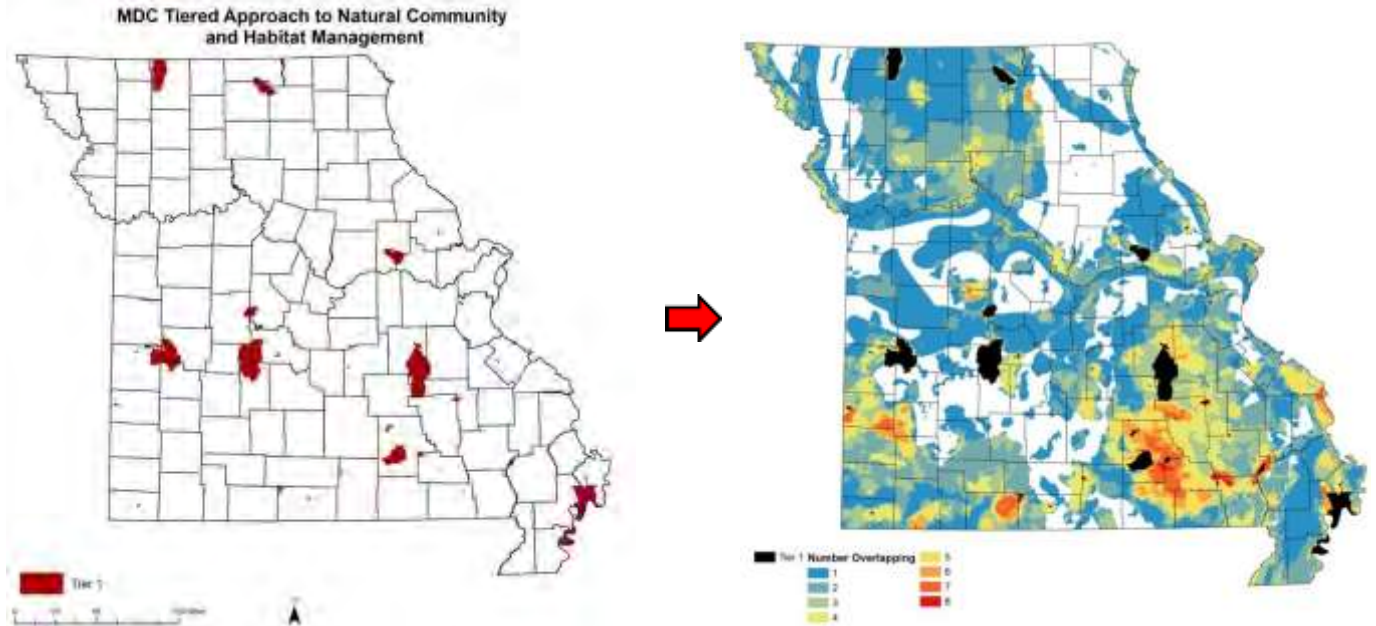 MDC Tiered Approach to Natural Community
and Habitat Management
Tier 1
Tier 1 Number Overlapping
1
2
3
4
5
6
7
8